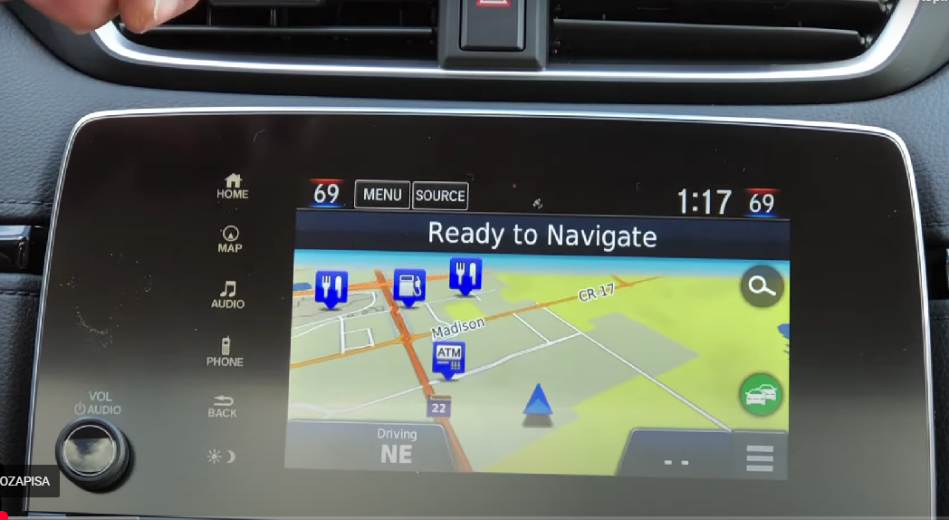 HOME
69 MENU SOURCE 1:17 69
Ready to Navigate
MAP
CR 17
AUDIO
Madison
ATM
PHONE
22
VOL
AUDIO
BACK
Driving
NE
--
OZAPISA